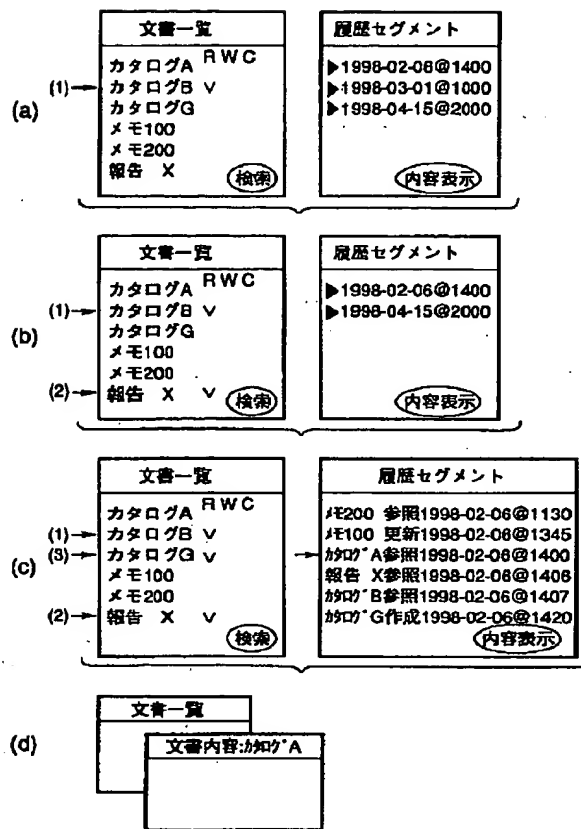 (a)
文書一覧
R W C
カタログA
(1)→ カタログB ∨
カタログG
メモ100
メモ200
報告 X
検索
履歴セグメント
▶1998-02-06@1400
▶1998-03-01@1000
▶1998-04-15@2000
内容表示
(b)
文書一覧
R W C
カタログA
(1)→ カタログB ∨
カタログG
メモ100
メモ200
(2)→ 報告 X ∨
検索
履歴セグメント
▶1998-02-06@1400
▶1998-04-15@2000
内容表示
(c)
文書一覧
R W C
カタログA
(1)→ カタログB ∨
(3)→ カタログG ∨
メモ100
メモ200
(2)→ 報告 X ∨
検索
履歴セグメント
メモ200 参照1998-02-06@1130
メモ100 更新1998-02-06@1345
→ カタログA参照1998-02-06@1400
報告 X参照1998-02-06@1406
カタログB参照1998-02-06@1407
カタログG作成1998-02-06@1420
内容表示
(d)
文書一覧
文書内容:カタログA